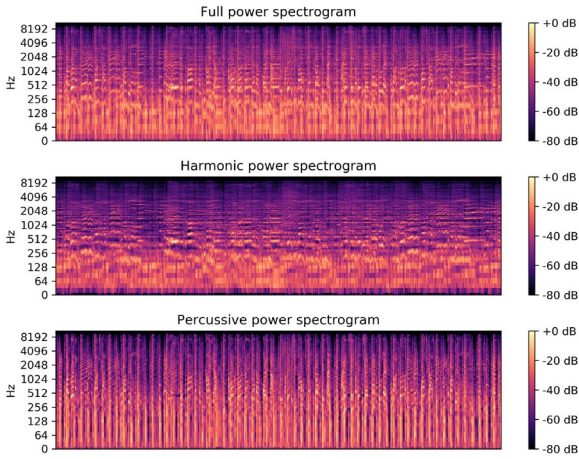 Full power spectrogram
8192
4096
2048
1024
512
256
128
64
0
Hz
+0 dB
-20 dB
-40 dB
-60 dB
-80 dB
Harmonic power spectrogram
8192
4096
2048
1024
512
256
128
64
0
Hz
+0 dB
-20 dB
-40 dB
-60 dB
-80 dB
Percussive power spectrogram
8192
4096
2048
1024
512
256
128
64
0
Hz
+0 dB
-20 dB
-40 dB
-60 dB
-80 dB